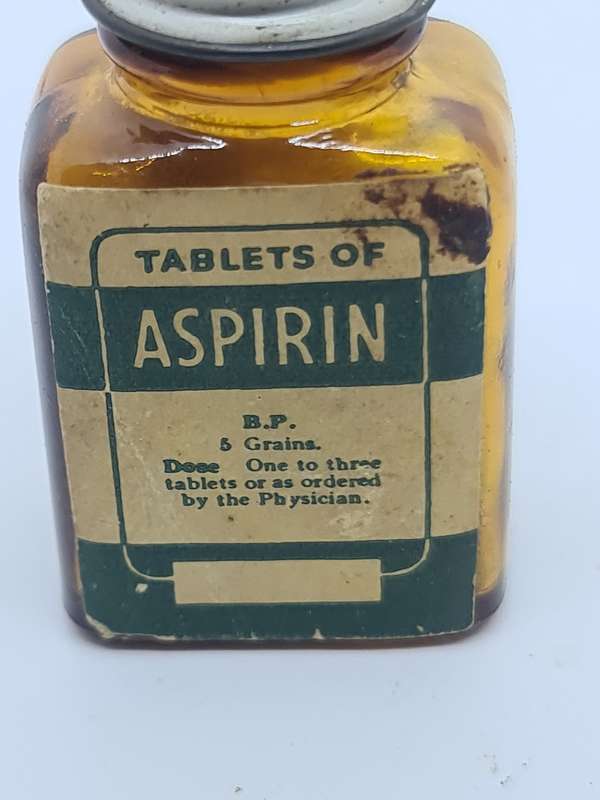 TABLETS OF
ASPIRIN
B.P.
5 Grains.
Dose One to three
tablets or as ordered
by the Physician.